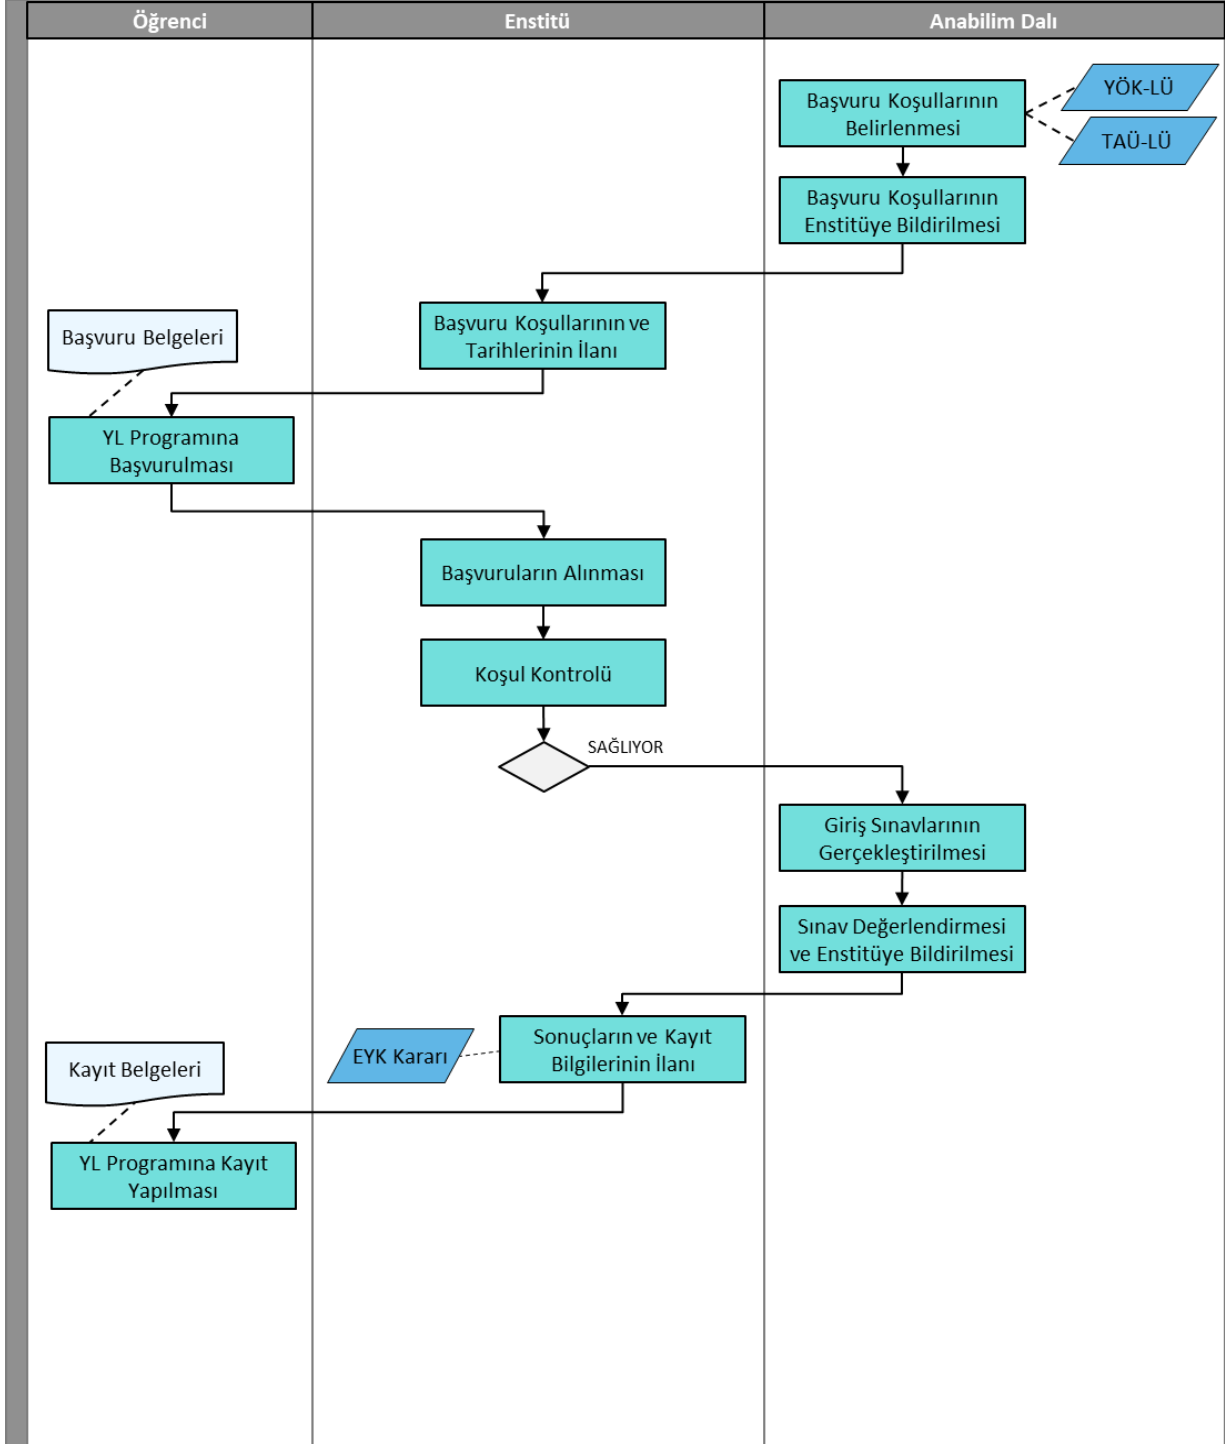 Öğrenci
Enstitü
Anabilim Dalı
Başvuru Koşullarının
Belirlenmesi
YÖK-LÜ
TAÜ-LÜ
Başvuru Koşullarının
Enstitüye Bildirilmesi
Başvuru Koşullarının ve
Tarihlerinin İlanı
Başvuru Belgeleri
YL Programına
Başvurulması
Başvuruların Alınması
Koşul Kontrolü
SAĞLIYOR
Giriş Sınavlarının
Gerçekleştirilmesi
Sınav Değerlendirmesi
ve Enstitüye Bildirilmesi
Sonuçların ve Kayıt
Bilgilerinin İlanı
EYK Kararı
Kayıt Belgeleri
YL Programına Kayıt
Yapılması